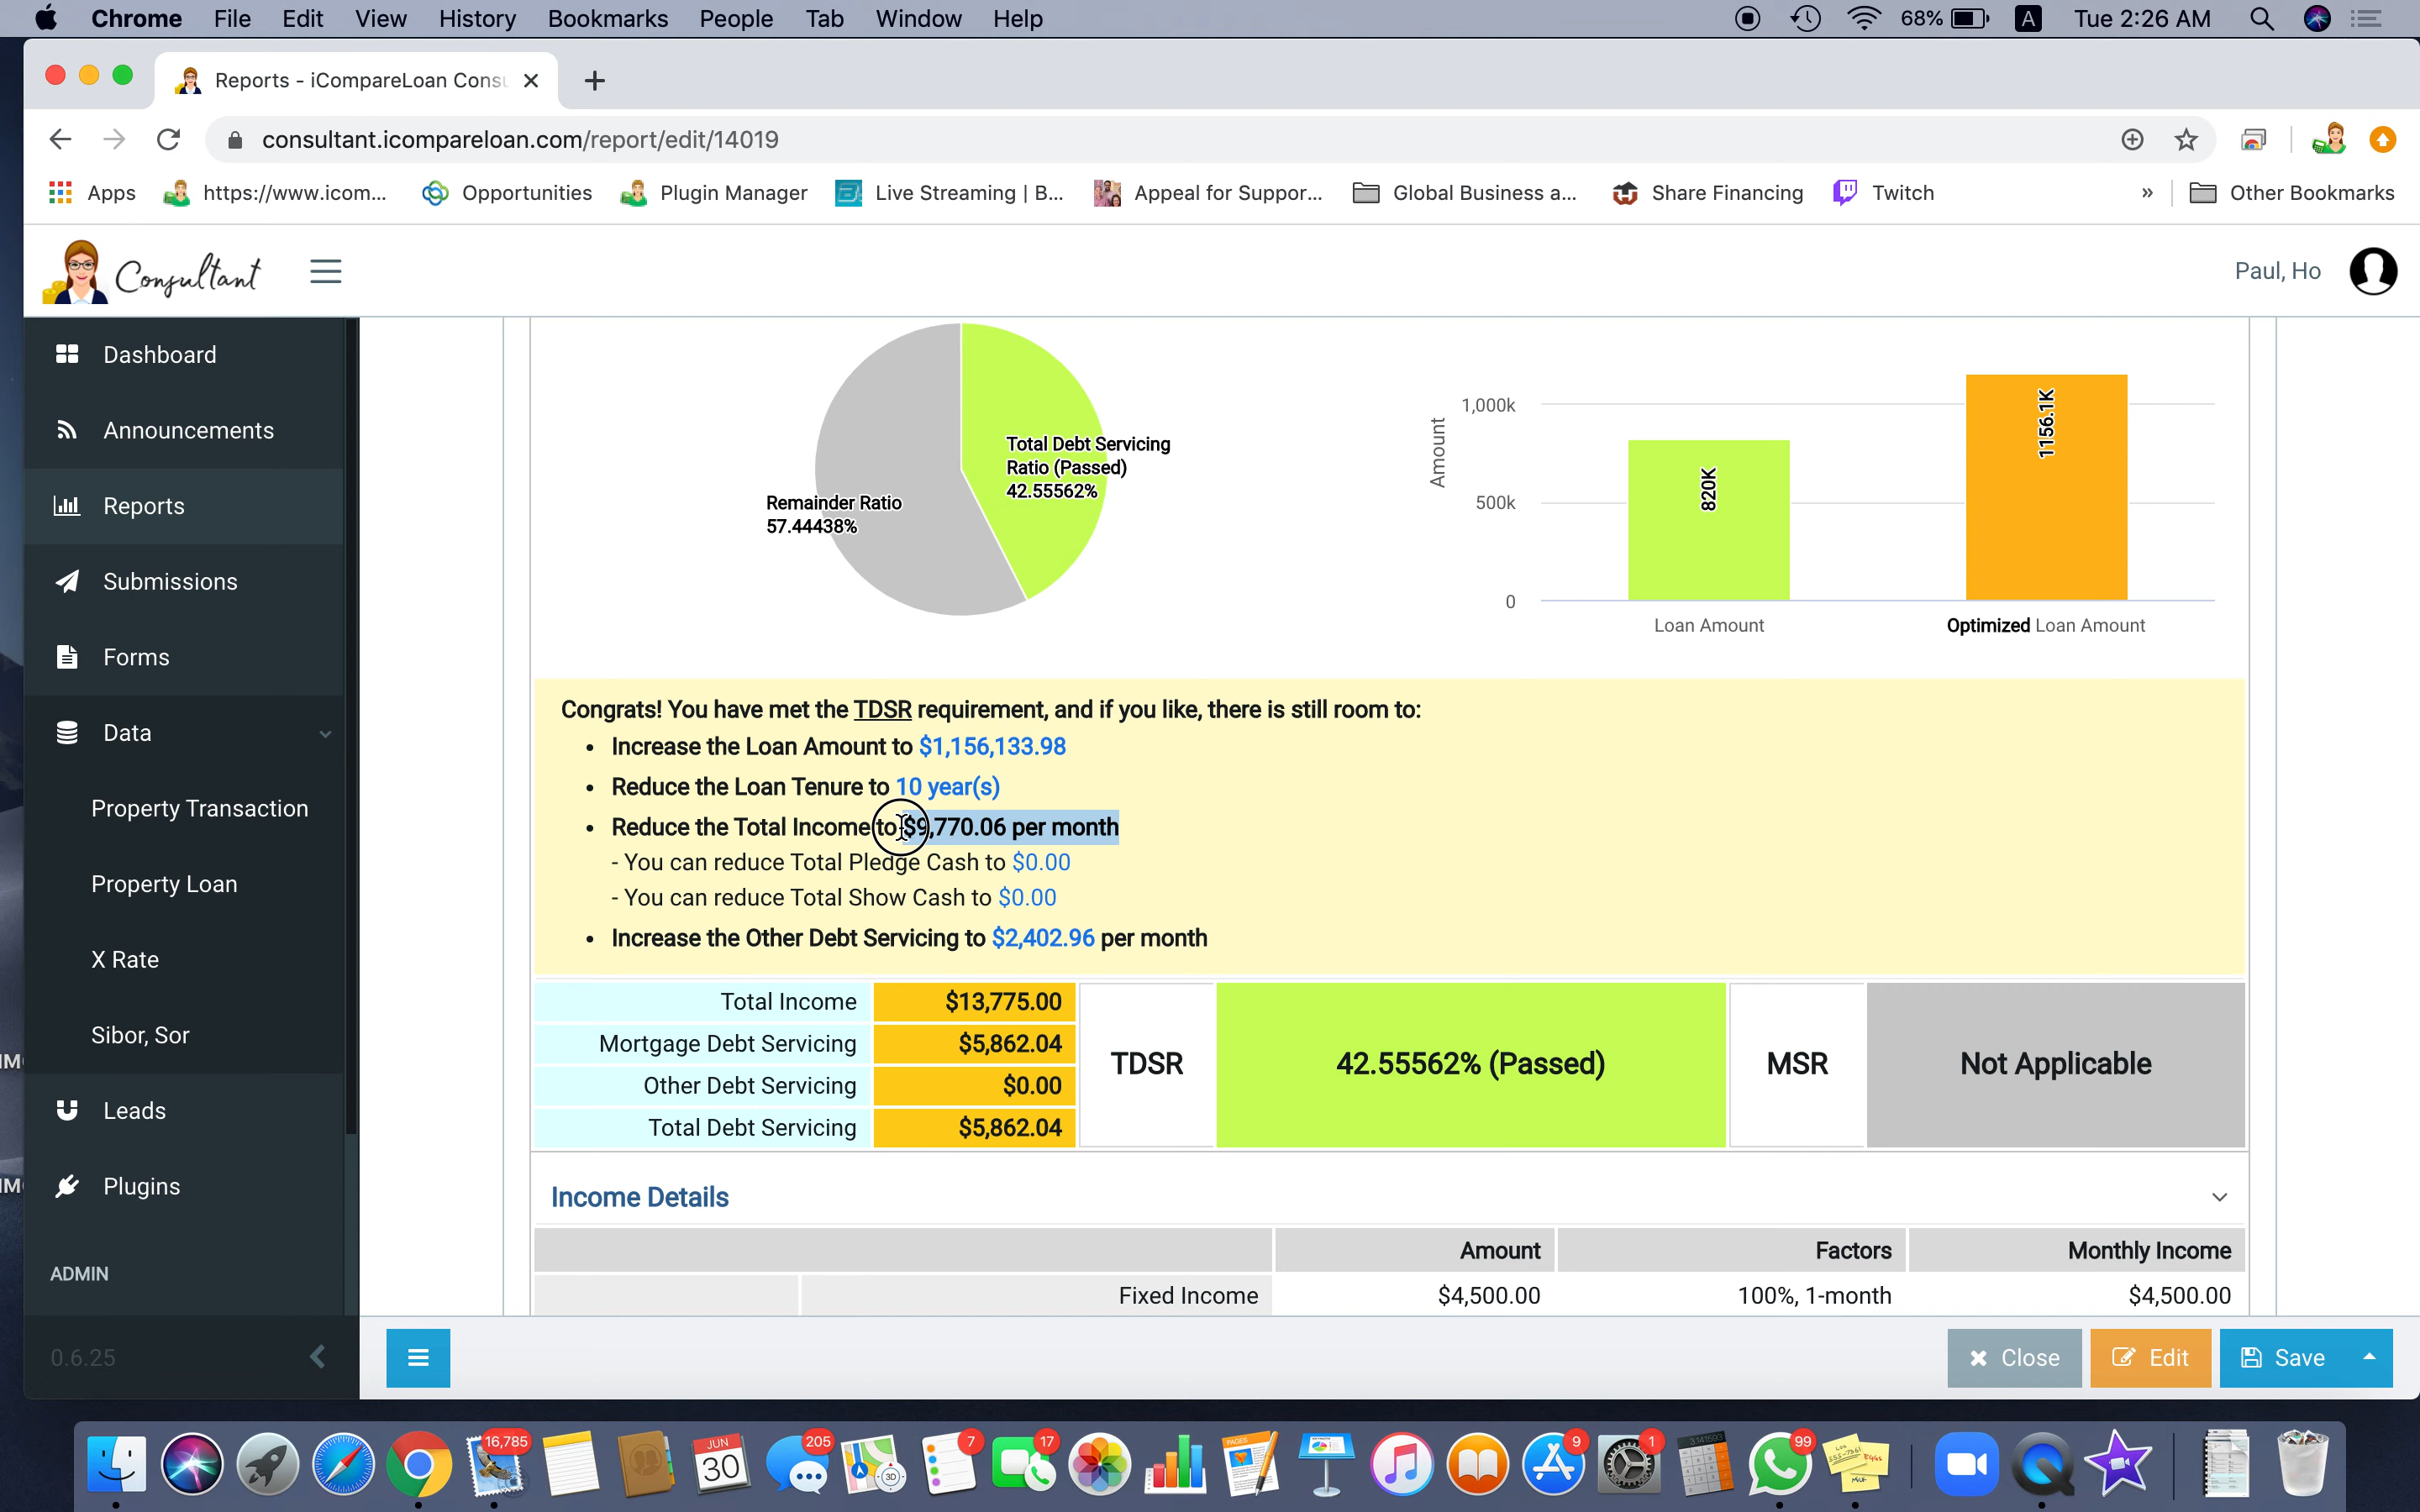 Chrome File Edit View History Bookmarks People Tab Window Help 68% A Tue 2:26 AM
Reports - iCompareLoan Consu
consultant.icompareloan.com/report/edit/14019
Apps https://www.icom... Opportunities Plugin Manager Live Streaming | B... Appeal for Suppor... Global Business a... Share Financing Twitch » Other Bookmarks
Consultant Paul, Ho
Dashboard
Announcements
Reports
Submissions
Forms
Data
Property Transaction
Property Loan
X Rate
Sibor, Sor
Leads
Plugins
ADMIN
0.6.25
Total Debt Servicing
Ratio (Passed)
42.55562%
Remainder Ratio
57.44438%
Amount
1,000k
500k
0
820K
1156.1K
Loan Amount
Optimized Loan Amount
Congrats! You have met the TDSR requirement, and if you like, there is still room to:
• Increase the Loan Amount to $1,156,133.98
• Reduce the Loan Tenure to 10 year(s)
• Reduce the Total Income to $9,770.06 per month
- You can reduce Total Pledge Cash to $0.00
- You can reduce Total Show Cash to $0.00
• Increase the Other Debt Servicing to $2,402.96 per month
Total Income $13,775.00
Mortgage Debt Servicing $5,862.04
Other Debt Servicing $0.00
Total Debt Servicing $5,862.04
TDSR 42.55562% (Passed) MSR Not Applicable
Income Details
Amount Factors Monthly Income
Fixed Income $4,500.00 100%, 1-month $4,500.00
Close Edit Save
16,785 JUN 30 205 3D 7 17 PAGES 9 1 3.141593 99